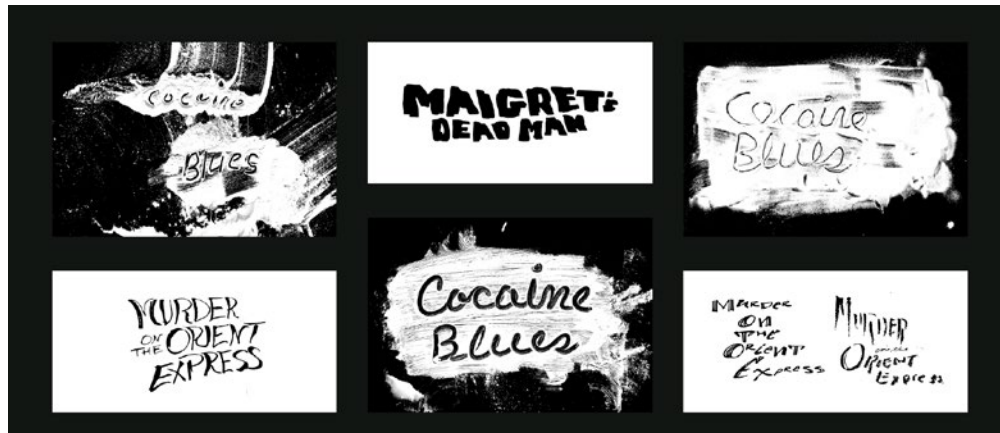 Cocaine
Blues
MAIGRET's
DEAD MAN
Cocaine
Blues
MURDER
ON
THE ORIENT
EXPRESS
Cocaine
Blues
MURDER
ON
THE
ORIENT
EXPRESS
MURDER
ORIENT
Express